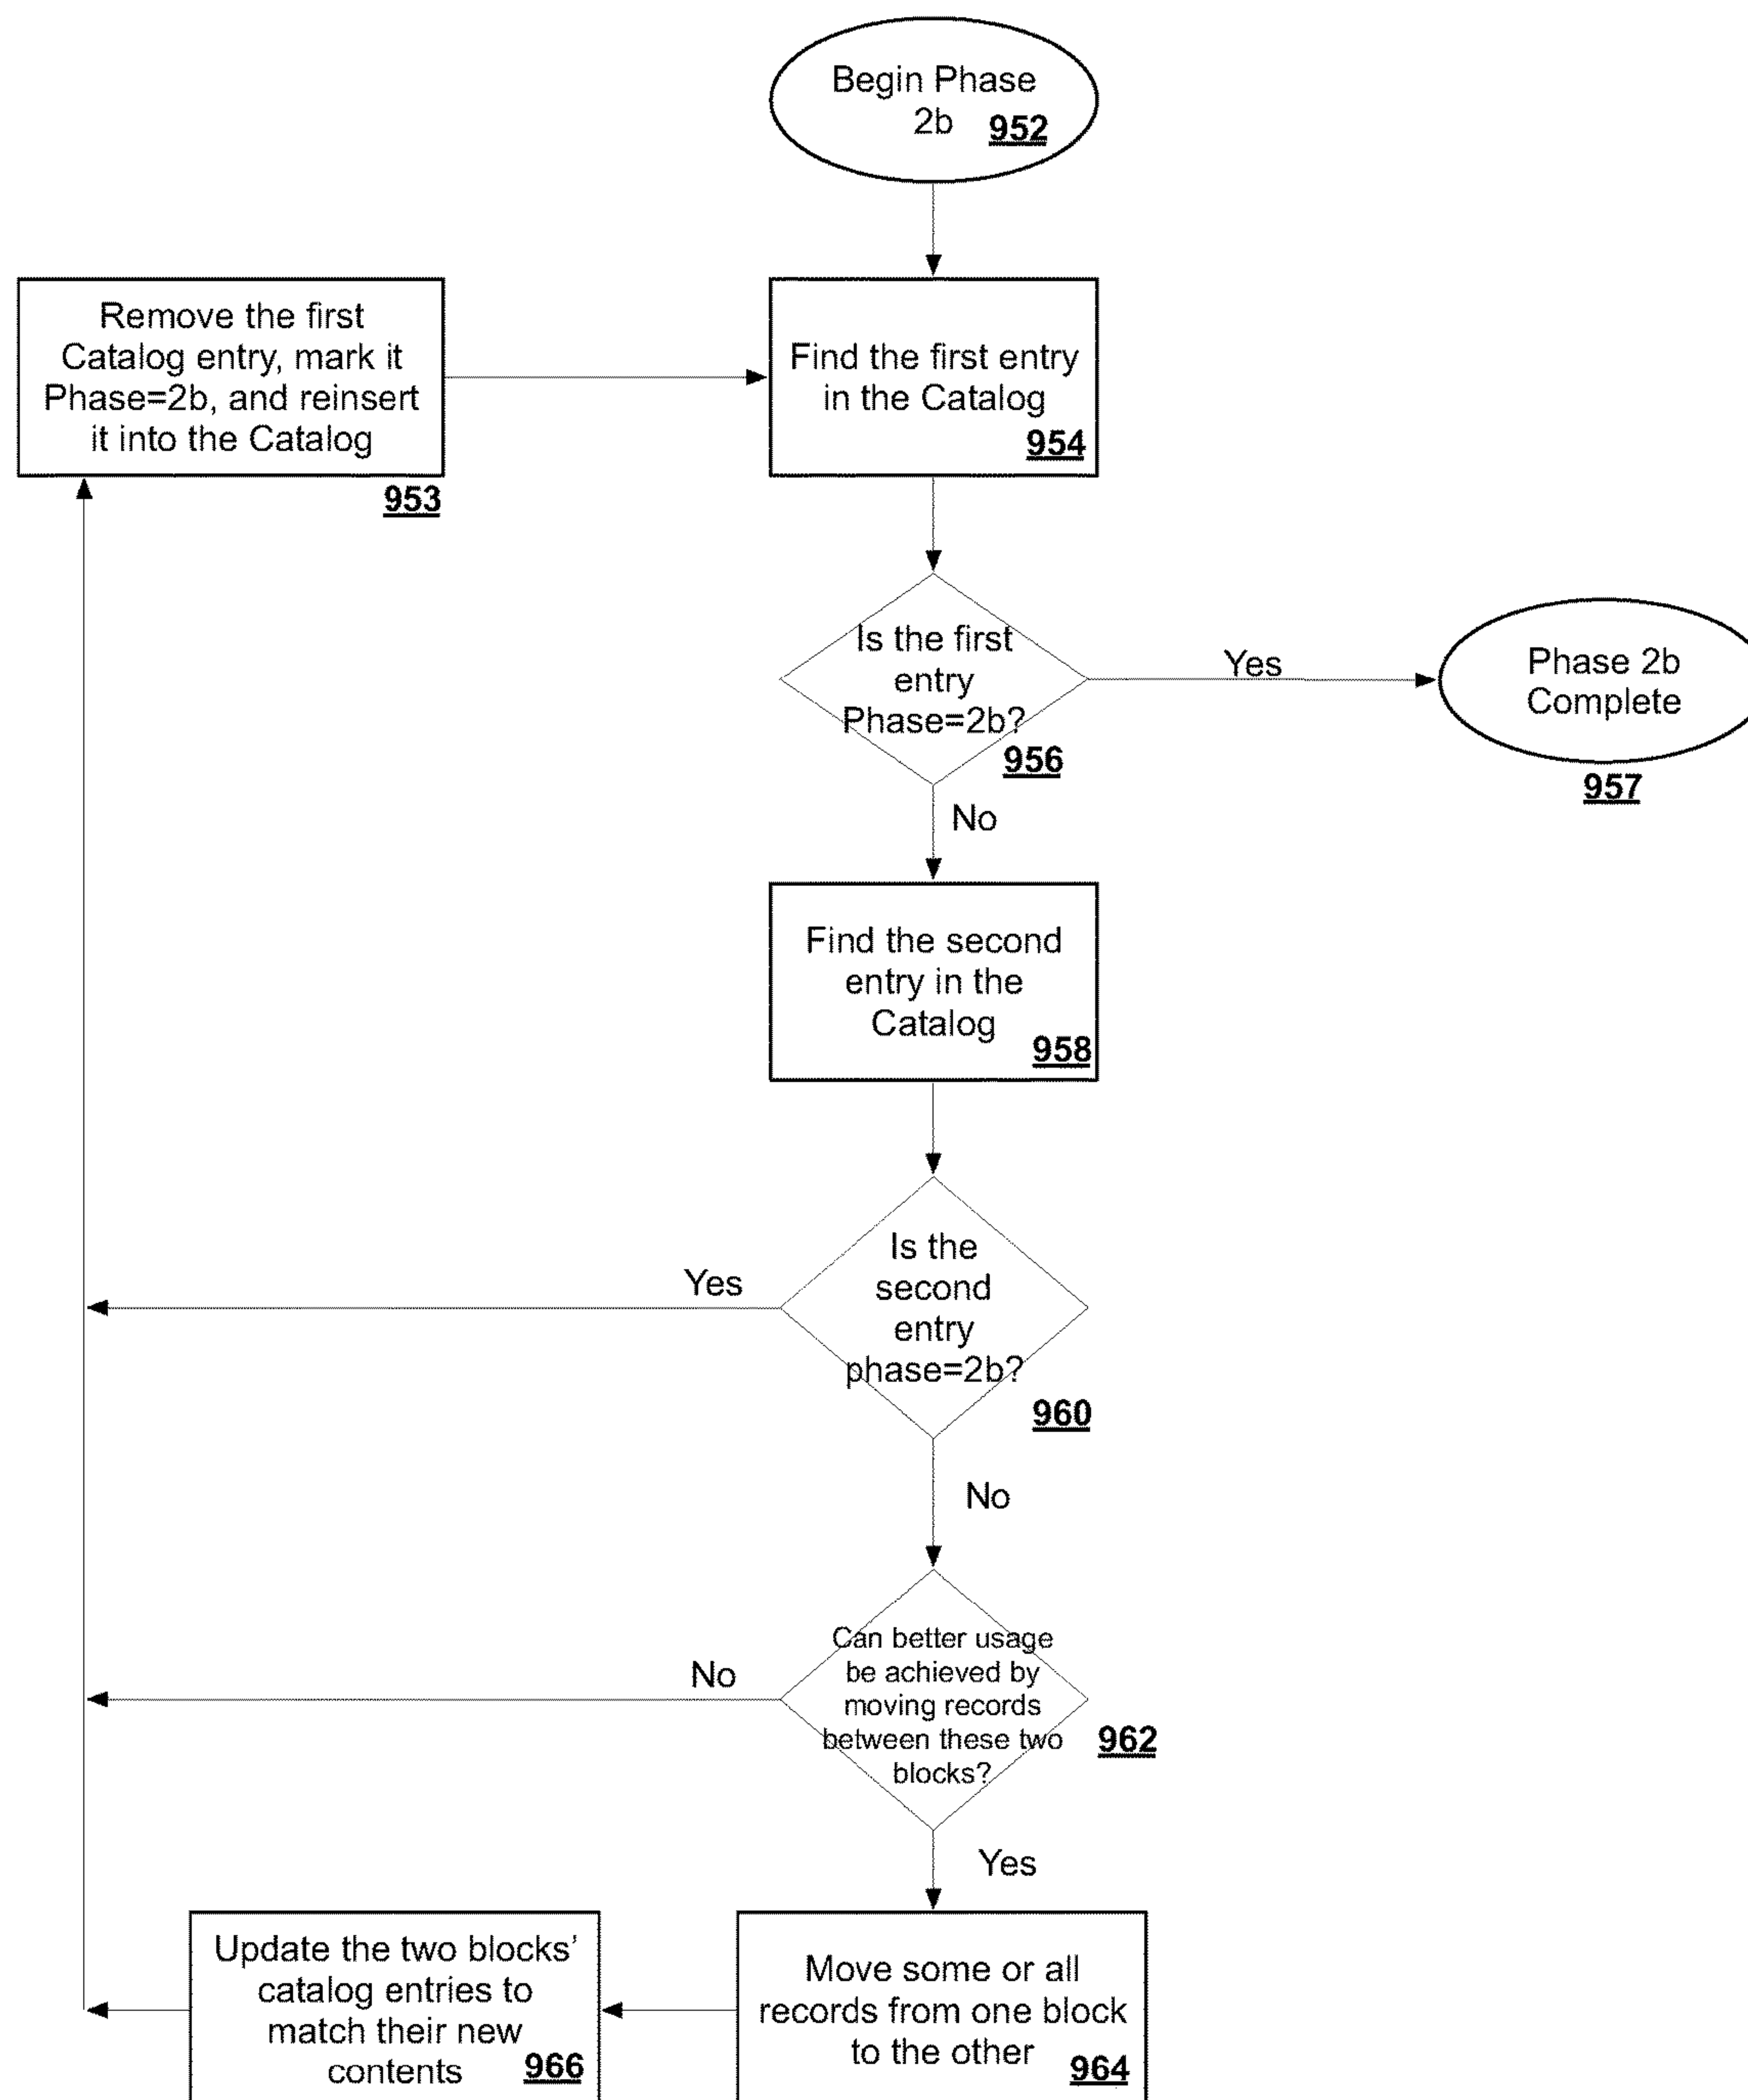 Begin Phase
2b 952
Remove the first
Catalog entry, mark it
Phase=2b, and reinsert
it into the Catalog
953
Find the first entry
in the Catalog
954
Is the first
entry
Phase=2b?
956
Yes
Phase 2b
Complete
957
No
Find the second
entry in the
Catalog
958
Is the
second
entry
phase=2b?
960
Yes
No
Can better usage
be achieved by
moving records
between these two
blocks?
962
No
Yes
Move some or all
records from one block
to the other 964
Update the two blocks’
catalog entries to
match their new
contents 966